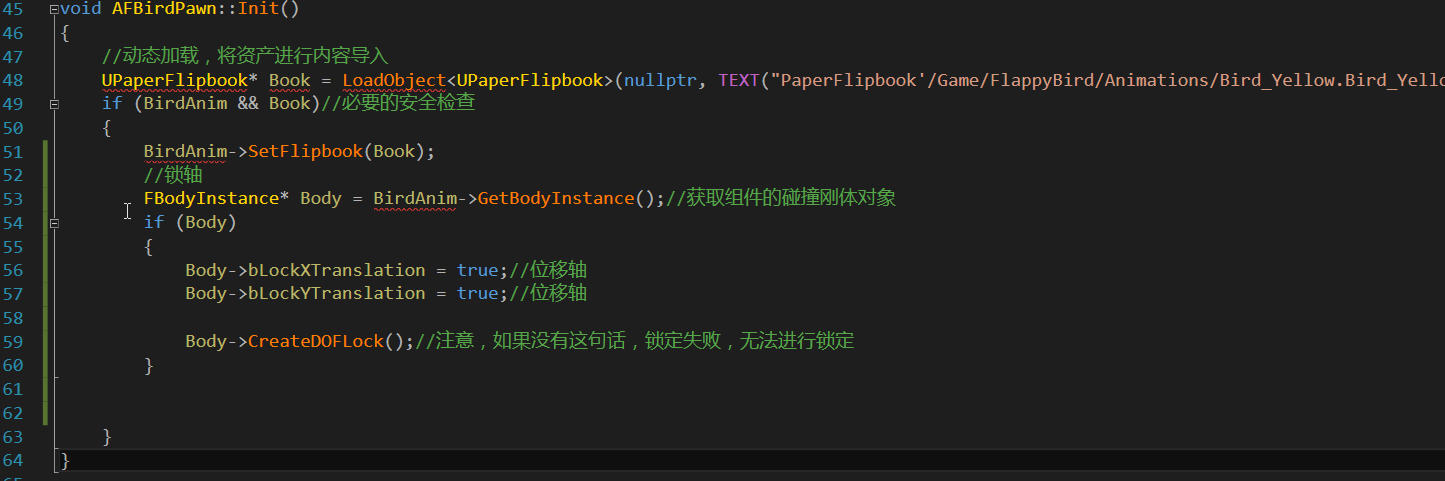 45 void AFBirdPawn::Init()
46 {
47 //动态加载，将资产进行内容导入
48 UPaperFlipbook* Book = LoadObject<UPaperFlipbook>(nullptr, TEXT("PaperFlipbook'/Game/FlappyBird/Animations/Bird_Yellow.Bird_Yello
49 if (BirdAnim && Book)//必要的安全检查
50 {
51 BirdAnim->SetFlipbook(Book);
52 //锁轴
53 FBodyInstance* Body = BirdAnim->GetBodyInstance();//获取组件的碰撞刚体对象
54 if (Body)
55 {
56 Body->bLockXTranslation = true;//位移轴
57 Body->bLockYTranslation = true;//位移轴
58
59 Body->CreateDOFLock();//注意，如果没有这句话，锁定失败，无法进行锁定
60 }
61
62
63 }
64 }